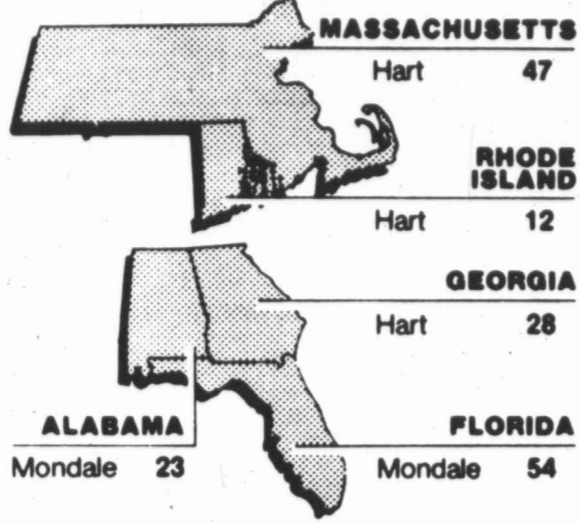 MASSACHUSETTS
Hart 47
RHODE
ISLAND
Hart 12
GEORGIA
Hart 28
ALABAMA
Mondale 23
FLORIDA
Mondale 54